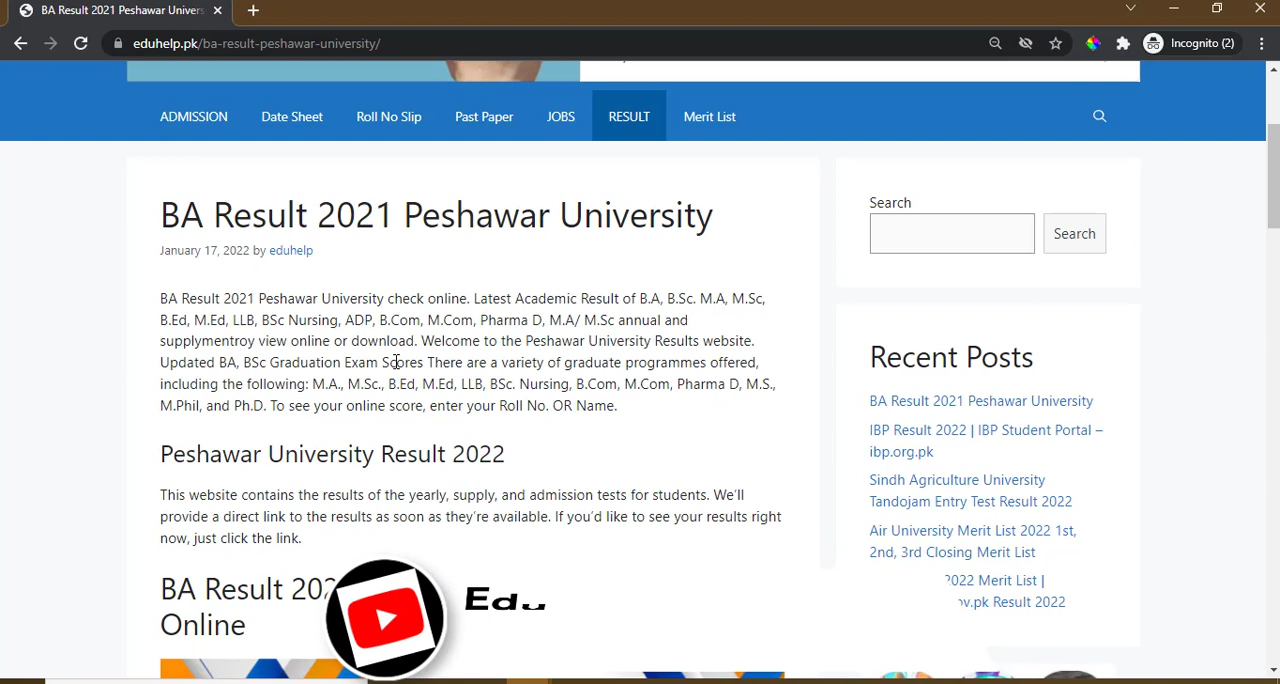 BA Result 2021 Peshawar Univers
eduhelp.pk/ba-result-peshawar-university/
Incognito (2)
ADMISSION
Date Sheet
Roll No Slip
Past Paper
JOBS
RESULT
Merit List
BA Result 2021 Peshawar University
January 17, 2022 by eduhelp
BA Result 2021 Peshawar University check online. Latest Academic Result of B.A, B.Sc. M.A, M.Sc,
B.Ed, M.Ed, LLB, BSc Nursing, ADP, B.Com, M.Com, Pharma D, M.A/ M.Sc annual and
supplymentroy view online or download. Welcome to the Peshawar University Results website.
Updated BA, BSc Graduation Exam Scores There are a variety of graduate programmes offered,
including the following: M.A., M.Sc., B.Ed, M.Ed, LLB, BSc. Nursing, B.Com, M.Com, Pharma D, M.S.,
M.Phil, and Ph.D. To see your online score, enter your Roll No. OR Name.
Peshawar University Result 2022
This website contains the results of the yearly, supply, and admission tests for students. We'll
provide a direct link to the results as soon as they're available. If you'd like to see your results right
now, just click the link.
BA Result 202
Online
Edu
Search
Search
Recent Posts
BA Result 2021 Peshawar University
IBP Result 2022 | IBP Student Portal –
ibp.org.pk
Sindh Agriculture University
Tandojam Entry Test Result 2022
Air University Merit List 2022 1st,
2nd, 3rd Closing Merit List
2022 Merit List |
ov.pk Result 2022